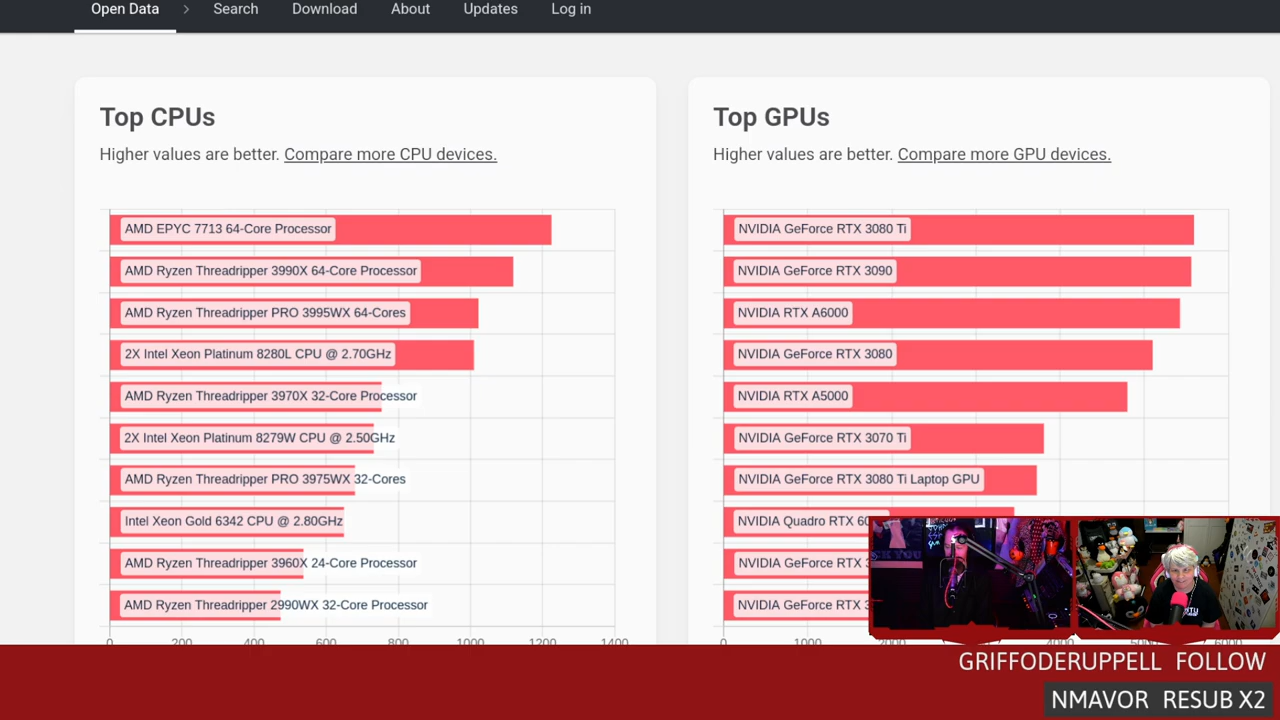 Open Data > Search Download About Updates Log in
Top CPUs
Higher values are better. Compare more CPU devices.
AMD EPYC 7713 64-Core Processor
AMD Ryzen Threadripper 3990X 64-Core Processor
AMD Ryzen Threadripper PRO 3995WX 64-Cores
2X Intel Xeon Platinum 8280L CPU @ 2.70GHz
AMD Ryzen Threadripper 3970X 32-Core Processor
2X Intel Xeon Platinum 8279W CPU @ 2.50GHz
AMD Ryzen Threadripper PRO 3975WX 32-Cores
Intel Xeon Gold 6342 CPU @ 2.80GHz
AMD Ryzen Threadripper 3960X 24-Core Processor
AMD Ryzen Threadripper 2990WX 32-Core Processor
0 200 400 600 800 1000 1200 1400
Top GPUs
Higher values are better. Compare more GPU devices.
NVIDIA GeForce RTX 3080 Ti
NVIDIA GeForce RTX 3090
NVIDIA RTX A6000
NVIDIA GeForce RTX 3080
NVIDIA RTX A5000
NVIDIA GeForce RTX 3070 Ti
NVIDIA GeForce RTX 3080 Ti Laptop GPU
NVIDIA Quadro RTX 60
NVIDIA GeForce RTX 3
NVIDIA GeForce RTX 3
0 1000 2000 4000 5000 6000
GRIFFODERUPPELL FOLLOW
NMAVOR RESUB X2